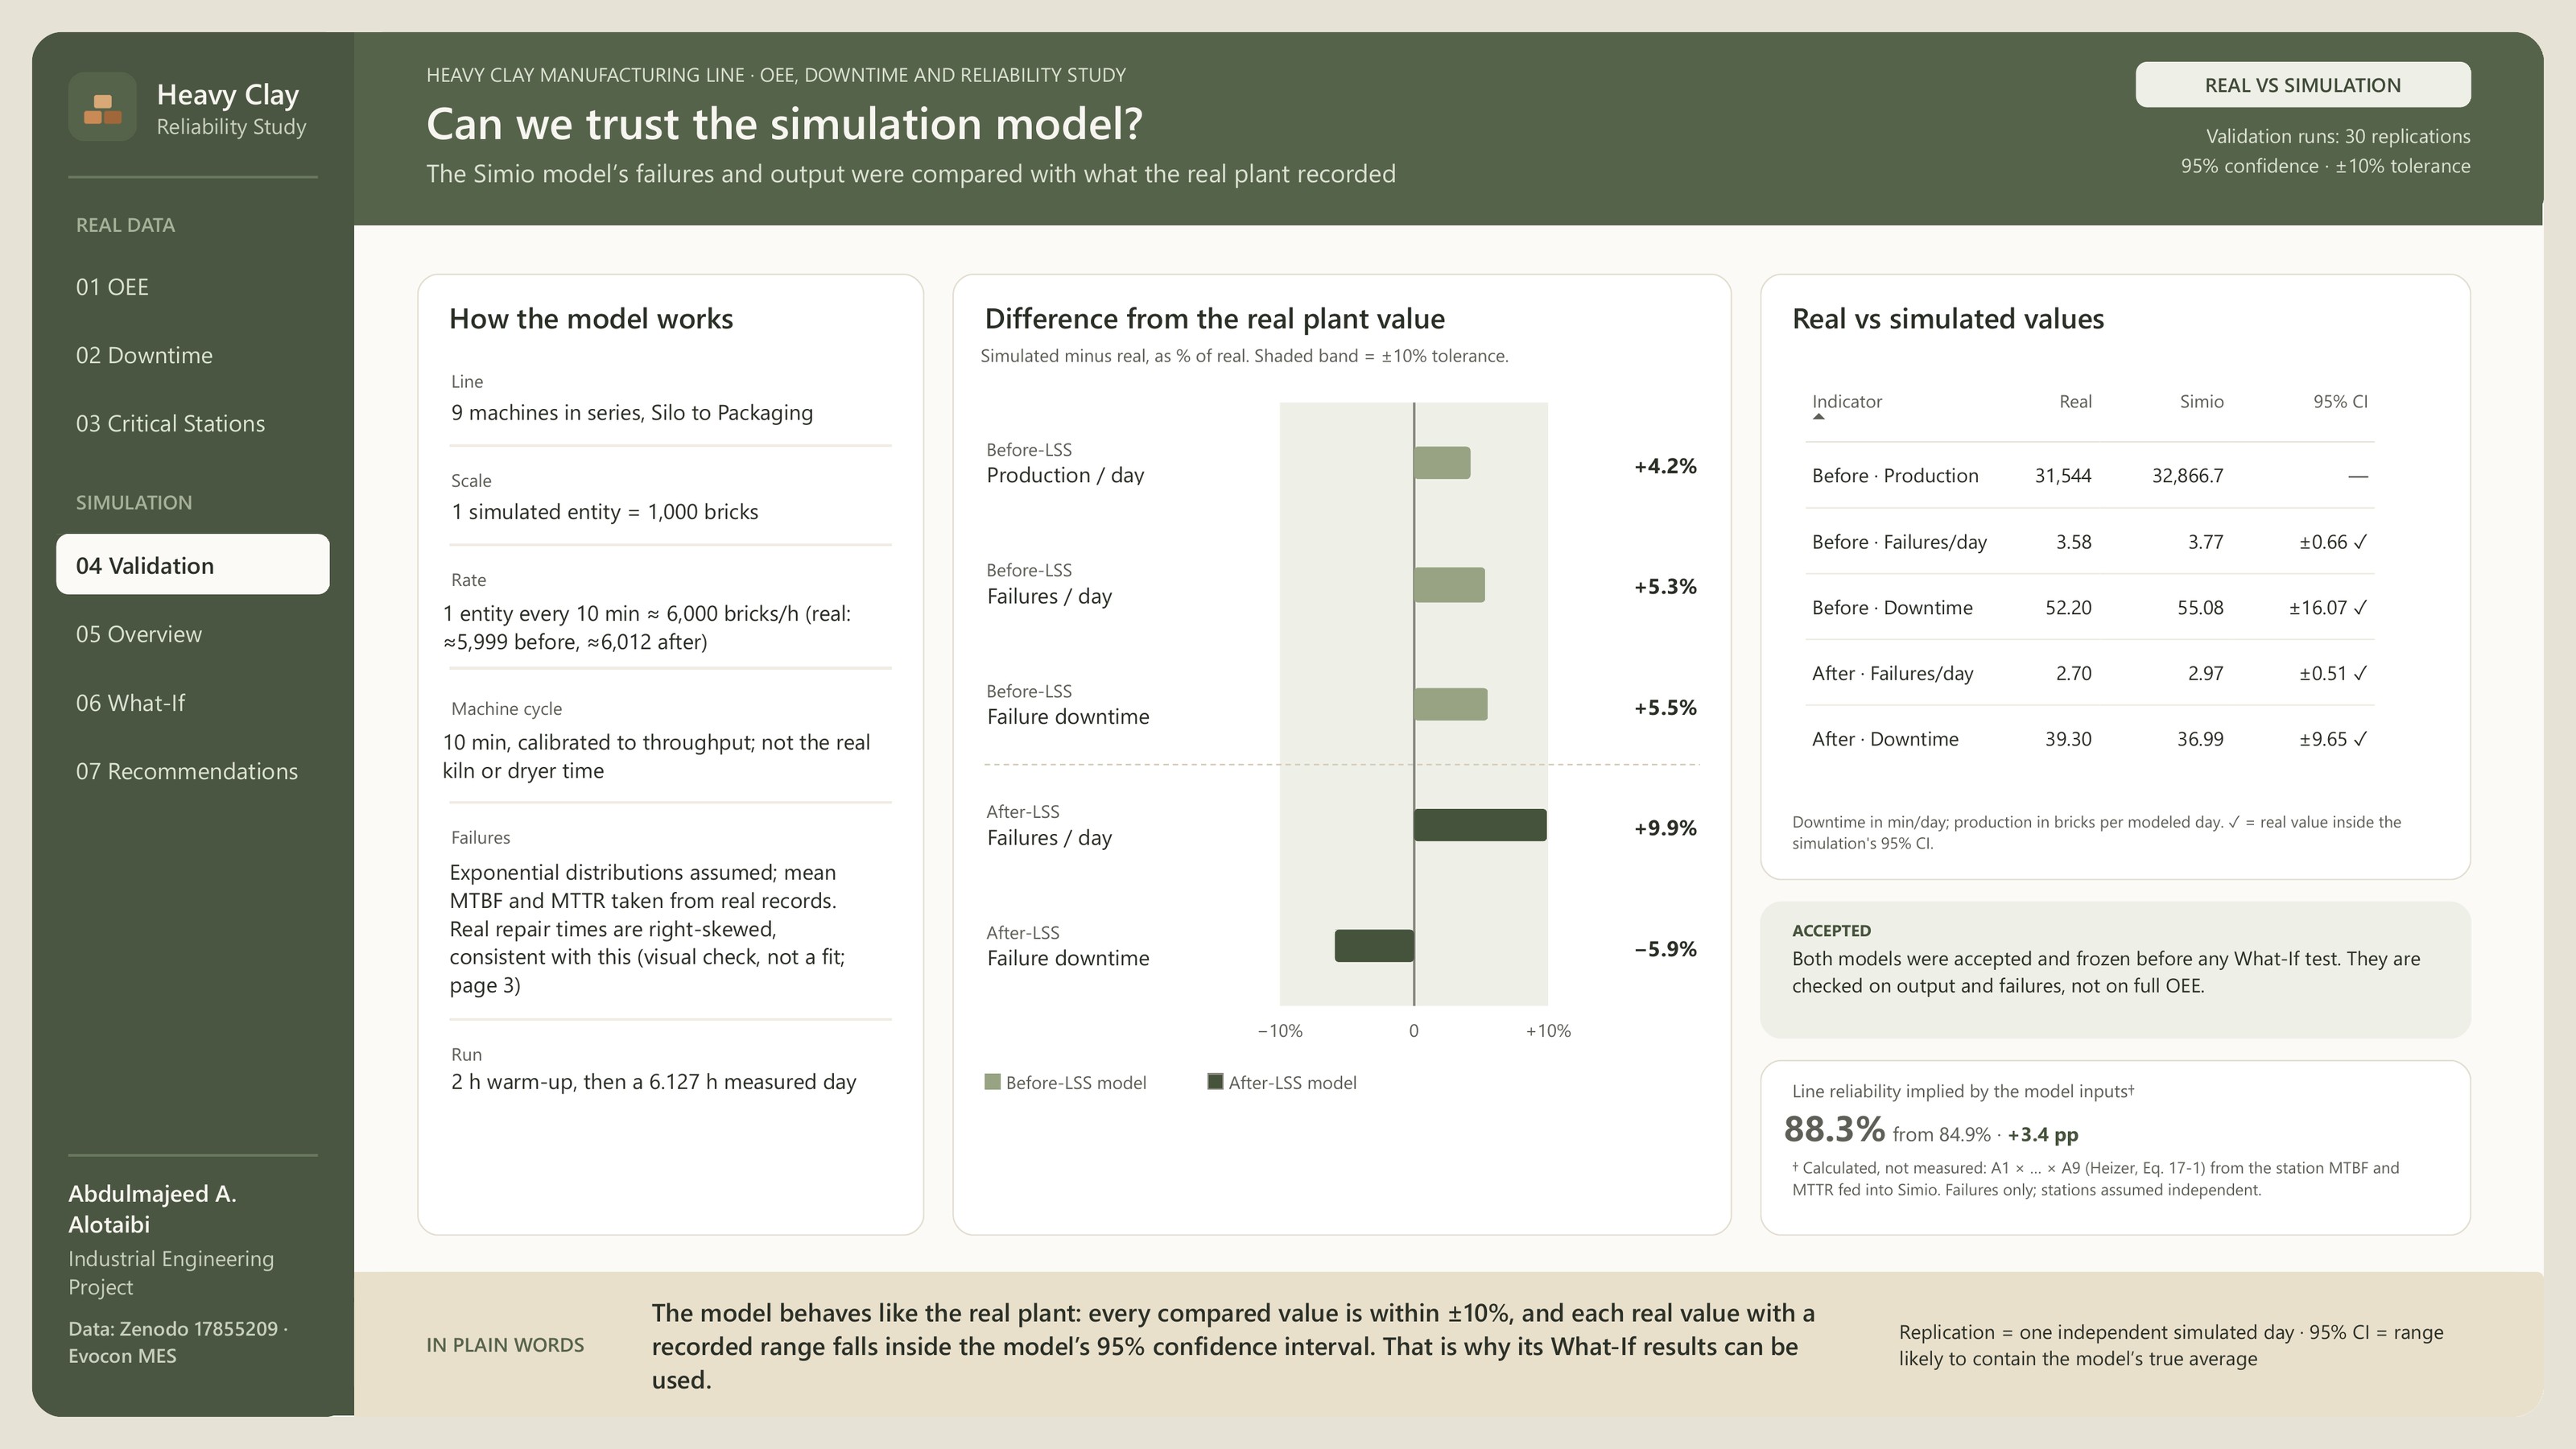 Heavy Clay
Reliability Study
REAL DATA
01 OEE
02 Downtime
03 Critical Stations
SIMULATION
04 Validation
05 Overview
06 What-If
07 Recommendations
Abdulmajeed A.
Alotaibi
Industrial Engineering
Project
Data: Zenodo 17855209 ·
Evocon MES
HEAVY CLAY MANUFACTURING LINE · OEE, DOWNTIME AND RELIABILITY STUDY
Can we trust the simulation model?
The Simio model’s failures and output were compared with what the real plant recorded
REAL VS SIMULATION
Validation runs: 30 replications
95% confidence · ±10% tolerance
How the model works
Line
9 machines in series, Silo to Packaging
Scale
1 simulated entity = 1,000 bricks
Rate
1 entity every 10 min ≈ 6,000 bricks/h (real:
≈5,999 before, ≈6,012 after)
Machine cycle
10 min, calibrated to throughput; not the real
kiln or dryer time
Failures
Exponential distributions assumed; mean
MTBF and MTTR taken from real records.
Real repair times are right-skewed,
consistent with this (visual check, not a fit;
page 3)
Run
2 h warm-up, then a 6.127 h measured day
Difference from the real plant value
Simulated minus real, as % of real. Shaded band = ±10% tolerance.
Before-LSS
Production / day
+4.2%
Before-LSS
Failures / day
+5.3%
Before-LSS
Failure downtime
+5.5%
After-LSS
Failures / day
+9.9%
After-LSS
Failure downtime
−5.9%
−10% 0 +10%
Before-LSS model After-LSS model
Real vs simulated values
Indicator Real Simio 95% CI
Before · Production 31,544 32,866.7 —
Before · Failures/day 3.58 3.77 ±0.66 ✓
Before · Downtime 52.20 55.08 ±16.07 ✓
After · Failures/day 2.70 2.97 ±0.51 ✓
After · Downtime 39.30 36.99 ±9.65 ✓
Downtime in min/day; production in bricks per modeled day. ✓ = real value inside the
simulation's 95% CI.
ACCEPTED
Both models were accepted and frozen before any What-If test. They are
checked on output and failures, not on full OEE.
Line reliability implied by the model inputs†
88.3% from 84.9% · +3.4 pp
† Calculated, not measured: A1 × … × A9 (Heizer, Eq. 17-1) from the station MTBF and
MTTR fed into Simio. Failures only; stations assumed independent.
IN PLAIN WORDS
The model behaves like the real plant: every compared value is within ±10%, and each real value with a
recorded range falls inside the model’s 95% confidence interval. That is why its What-If results can be
used.
Replication = one independent simulated day · 95% CI = range
likely to contain the model’s true average